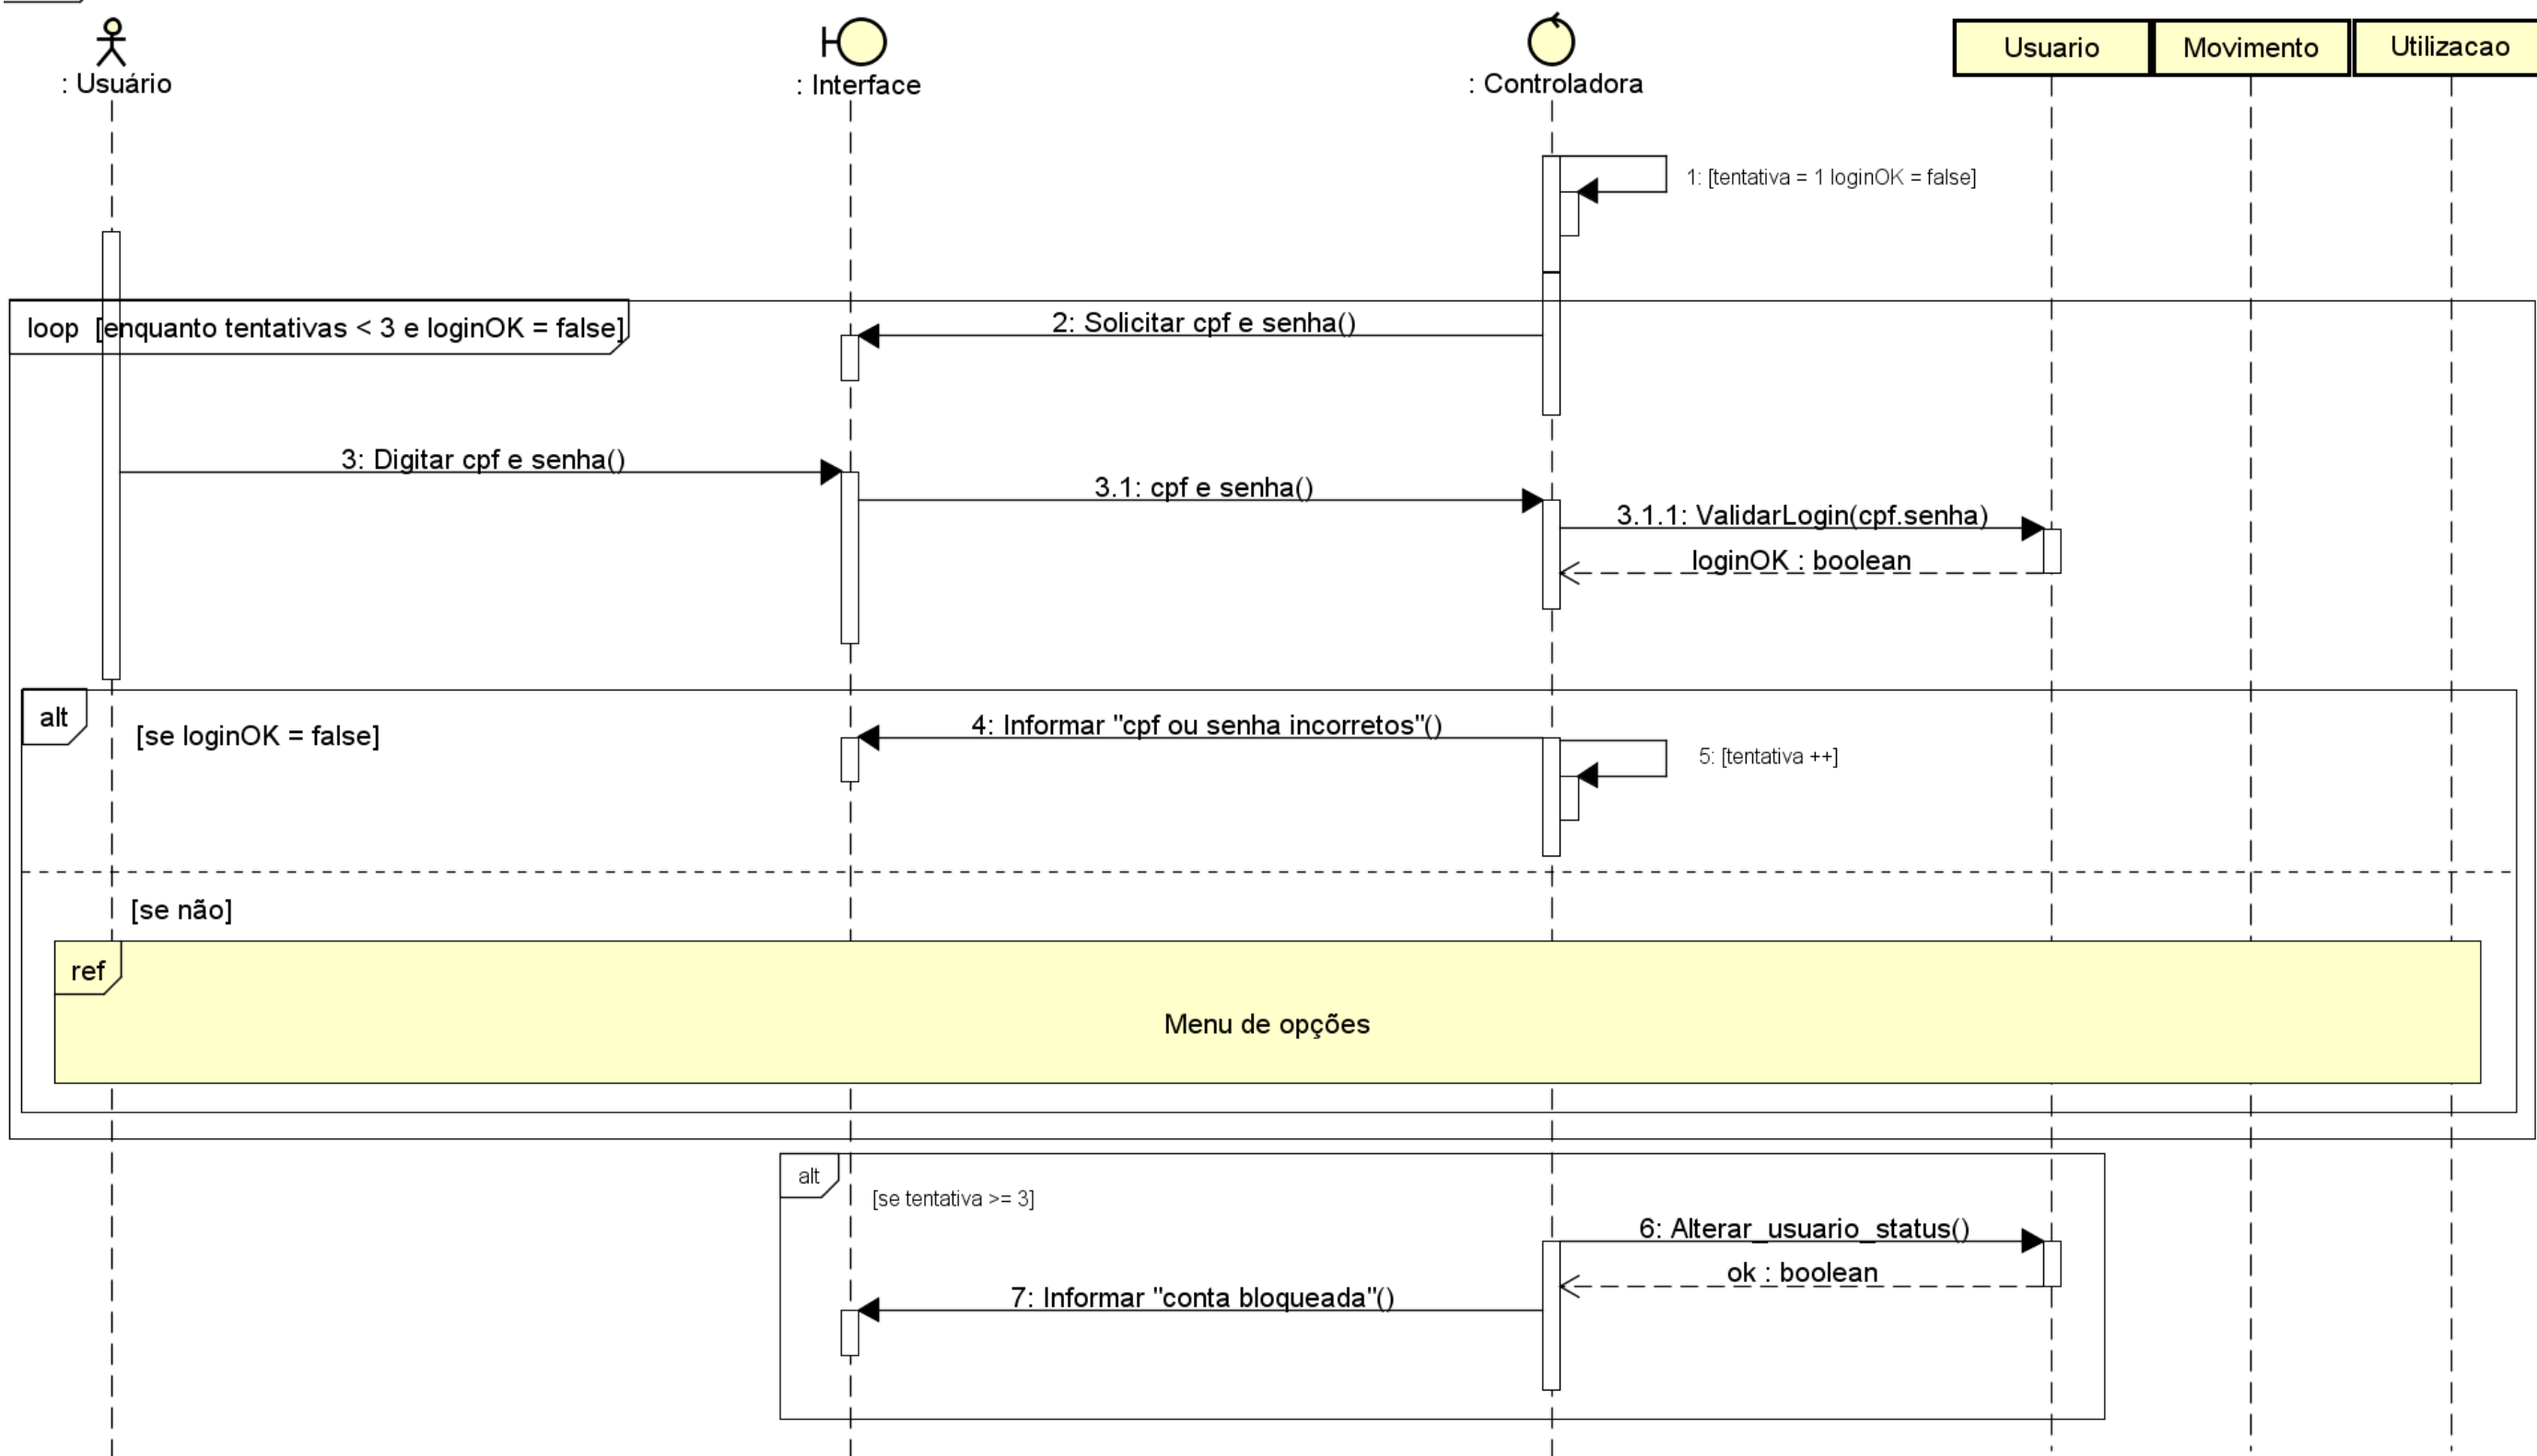 : Usuário
: Interface
: Controladora
Usuario
Movimento
Utilizacao
1: [tentativa = 1 loginOK = false]
loop [enquanto tentativas < 3 e loginOK = false]
2: Solicitar cpf e senha()
3: Digitar cpf e senha()
3.1: cpf e senha()
3.1.1: ValidarLogin(cpf.senha)
loginOK : boolean
alt
[se loginOK = false]
4: Informar "cpf ou senha incorretos"()
5: [tentativa ++]
[se não]
ref
Menu de opções
alt
[se tentativa >= 3]
6: Alterar_usuario_status()
ok : boolean
7: Informar "conta bloqueada"()